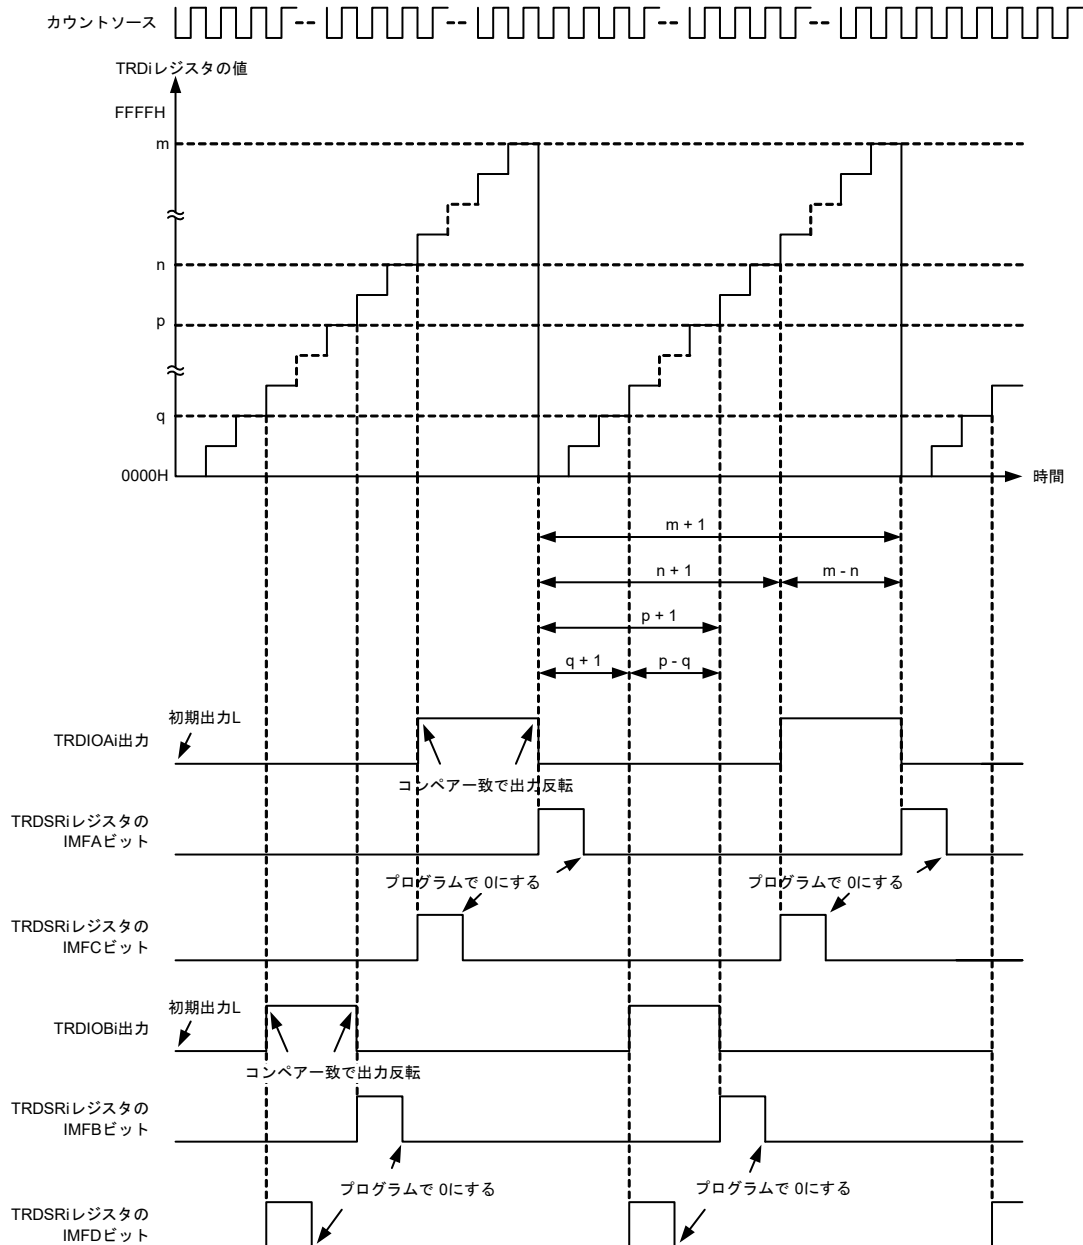 カウントソース
TRDiレジスタの値
FFFFH
m
n
p
q
0000H
時間
m + 1
n + 1
m - n
p + 1
q + 1
p - q
初期出力L
TRDIOAi出力
コンペアー致で出力反転
TRDSRiレジスタの
IMFAビット
プログラムで 0にする
プログラムで 0にする
TRDSRiレジスタの
IMFCビット
初期出力L
TRDIOBi出力
コンペアー致で出力反転
TRDSRiレジスタの
IMFBビット
プログラムで 0にする
プログラムで 0にする
TRDSRiレジスタの
IMFDビット